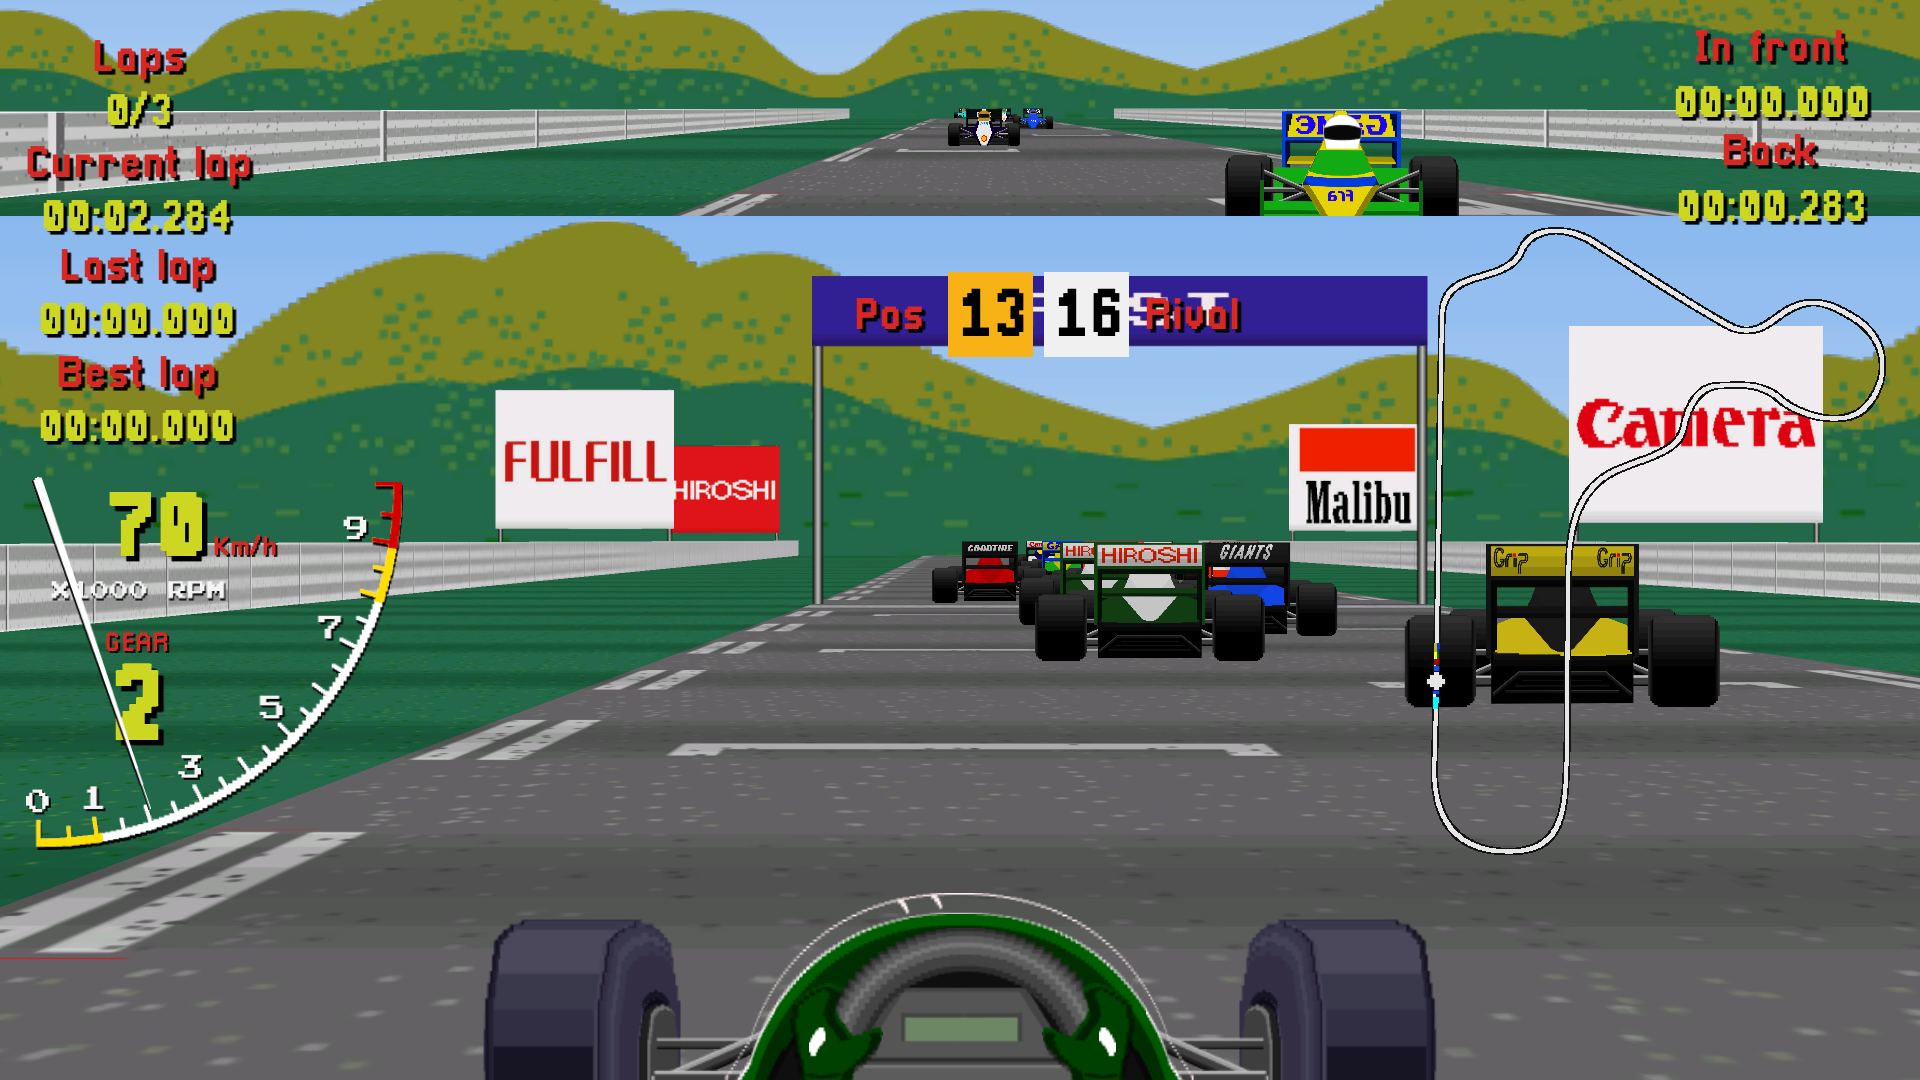 Laps
0/3
Current lap
00:02.284
Last lap
00:00.000
Best lap
00:00.000
In front
00:00.000
Back
00:00.283
Pos 13 16 Rival
FULFILL
HIROSHI
Malibu
Camera
70 Km/h
x1000 RPM
GEAR
2
0 1 3 5 7 9
GOODTIRE
HIROSHI
GIANTS
Grip Grip